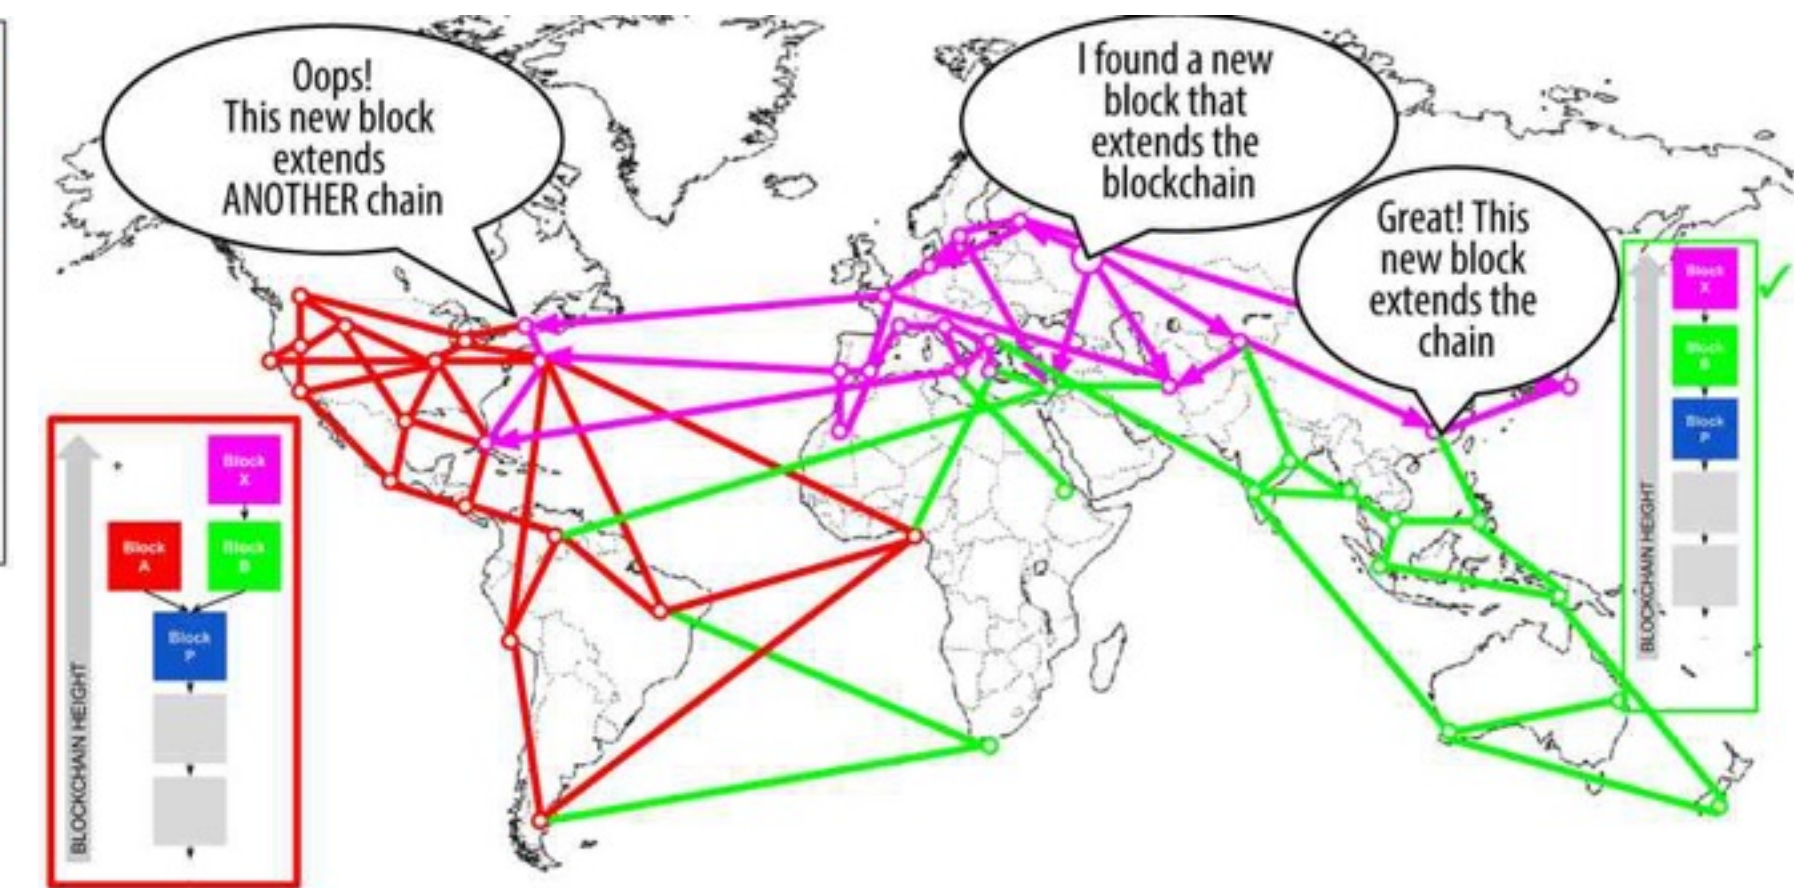 Oops!
This new block
extends
ANOTHER chain
I found a new
block that
extends the
blockchain
Great! This
new block
extends the
chain
Block
X
Block
B
Block
P
BLOCKCHAIN HEIGHT
Block
X
Block
A
Block
B
Block
P
BLOCKCHAIN HEIGHT